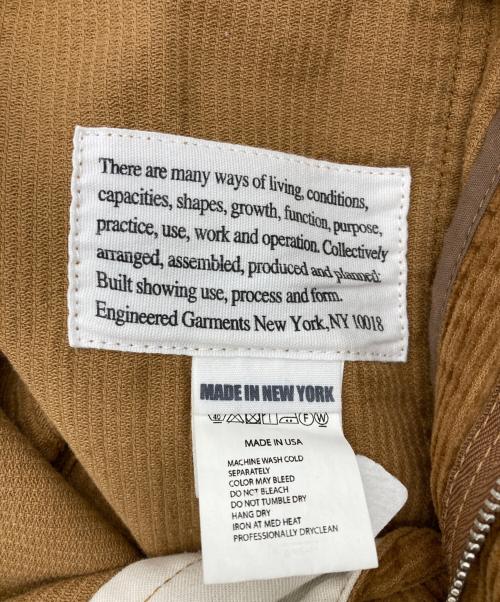 There are many ways of living, conditions,
capacities, shapes, growth, function, purpose,
practice, use, work and operation. Collectively
arranged, assembled, produced and planned.
Built showing use, process and form.
Engineered Garments New York, NY 10018
MADE IN NEW YORK
MADE IN USA
MACHINE WASH COLD
SEPARATELY
COLOR MAY BLEED
DO NOT BLEACH
DO NOT TUMBLE DRY
HANG DRY
IRON AT MED HEAT
PROFESSIONALLY DRYCLEAN